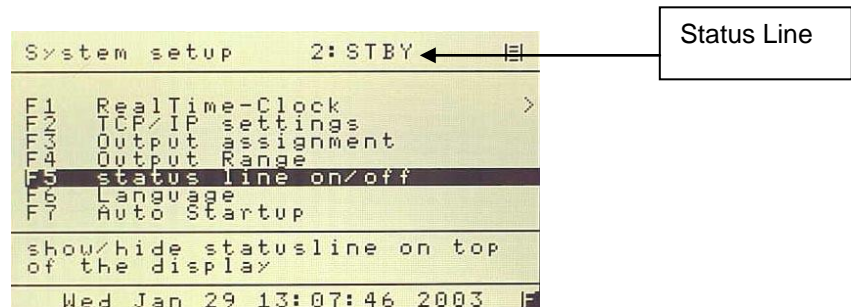 System setup 2:STBY
Status Line
F1 RealTime-Clock >
F2 TCP/IP settings
F3 Output assignment
F4 Output Range
F5 status line on/off
F6 Language
F7 Auto Startup
show/hide statusline on top
of the display
Wed Jan 29 13:07:46 2003